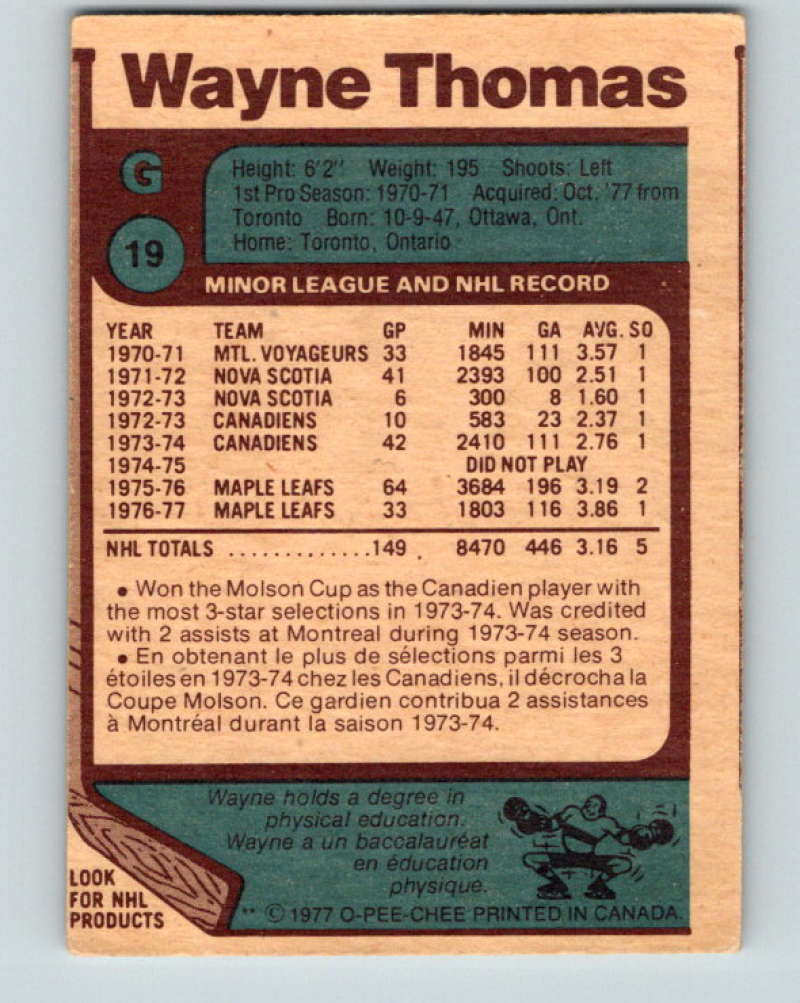 Wayne Thomas
G
19
Height: 6'2" Weight: 195 Shoots: Left
1st Pro Season: 1970-71 Acquired: Oct. '77 from
Toronto Born: 10-9-47, Ottawa, Ont.
Home: Toronto, Ontario
MINOR LEAGUE AND NHL RECORD
YEAR TEAM GP MIN GA AVG. SO
1970-71 MTL. VOYAGEURS 33 1845 111 3.57 1
1971-72 NOVA SCOTIA 41 2393 100 2.51 1
1972-73 NOVA SCOTIA 6 300 8 1.60 1
1972-73 CANADIENS 10 583 23 2.37 1
1973-74 CANADIENS 42 2410 111 2.76 1
1974-75 DID NOT PLAY
1975-76 MAPLE LEAFS 64 3684 196 3.19 2
1976-77 MAPLE LEAFS 33 1803 116 3.86 1
NHL TOTALS .............149 8470 446 3.16 5
• Won the Molson Cup as the Canadien player with
the most 3-star selections in 1973-74. Was credited
with 2 assists at Montreal during 1973-74 season.
• En obtenant le plus de sélections parmi les 3
étoiles en 1973-74 chez les Canadiens, il décrocha la
Coupe Molson. Ce gardien contribua 2 assistances
à Montréal durant la saison 1973-74.
Wayne holds a degree in
physical education.
Wayne a un baccalauréat
en éducation
physique.
LOOK
FOR NHL
PRODUCTS
** © 1977 O-PEE-CHEE PRINTED IN CANADA.